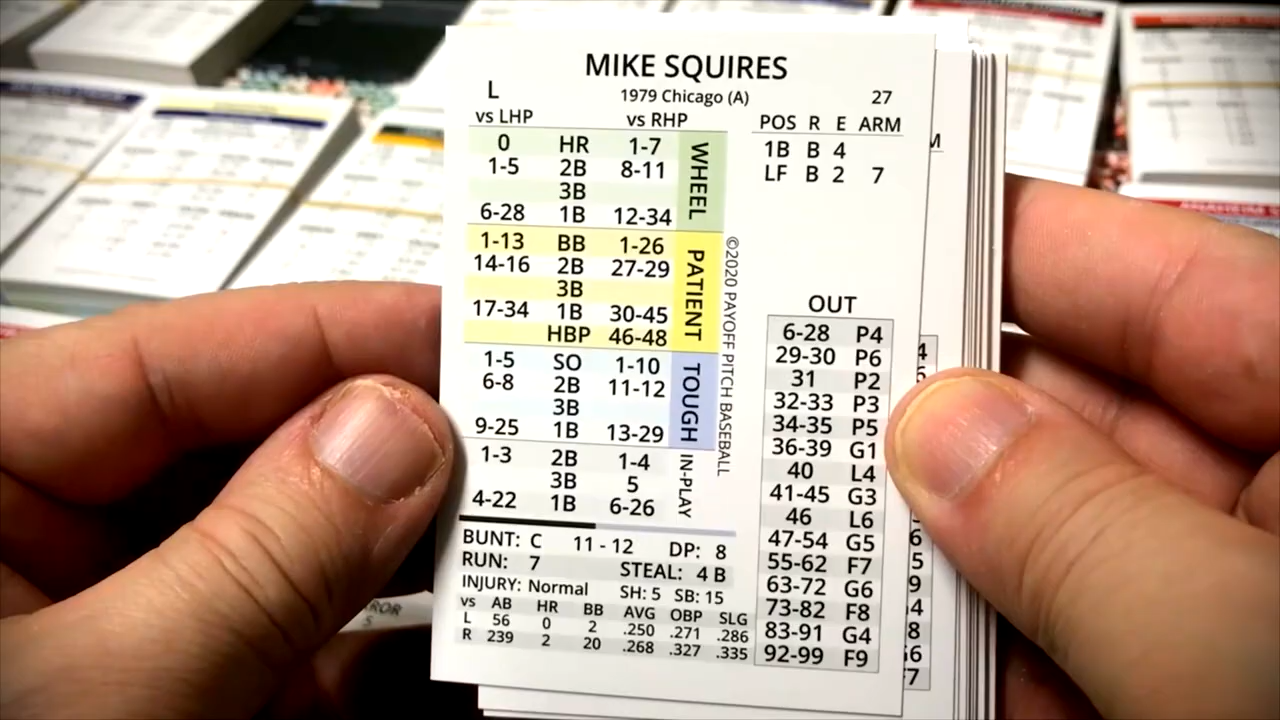 MIKE SQUIRES
L 1979 Chicago (A) 27
vs LHP vs RHP
0 HR 1-7
1-5 2B 8-11
3B
6-28 1B 12-34
WHEEL
1-13 BB 1-26
14-16 2B 27-29
3B
17-34 1B 30-45
HBP 46-48
PATIENT
1-5 SO 1-10
6-8 2B 11-12
3B
9-25 1B 13-29
TOUGH
1-3 2B 1-4
3B 5
4-22 1B 6-26
IN-PLAY
©2020 PAYOFF PITCH BASEBALL
BUNT: C 11 - 12 DP: 8
RUN: 7 STEAL: 4 B
INJURY: Normal SH: 5 SB: 15
vs AB HR BB AVG OBP SLG
L 56 0 2 .250 .271 .286
R 239 2 20 .268 .327 .335
POS R E ARM
1B B 4
LF B 2 7
OUT
6-28 P4
29-30 P6
31 P2
32-33 P3
34-35 P5
36-39 G1
40 L4
41-45 G3
46 L6
47-54 G5
55-62 F7
63-72 G6
73-82 F8
83-91 G4
92-99 F9